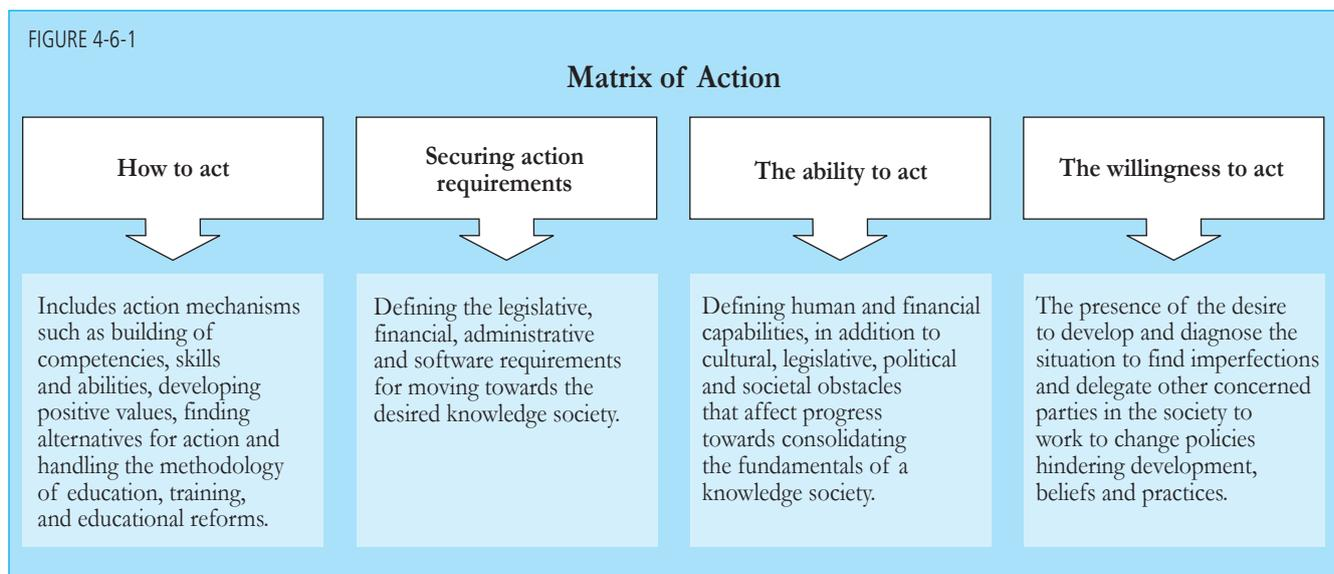 FIGURE 4-6-1
Matrix of Action
How to act
Includes action mechanisms
such as building of
competencies, skills
and abilities, developing
positive values, finding
alternatives for action and
handling the methodology
of education, training,
and educational reforms.
Securing action
requirements
Defining the legislative,
financial, administrative
and software requirements
for moving towards the
desired knowledge society.
The ability to act
Defining human and financial
capabilities, in addition to
cultural, legislative, political
and societal obstacles
that affect progress
towards consolidating
the fundamentals of a
knowledge society.
The willingness to act
The presence of the desire
to develop and diagnose the
situation to find imperfections
and delegate other concerned
parties in the society to
work to change policies
hindering development,
beliefs and practices.